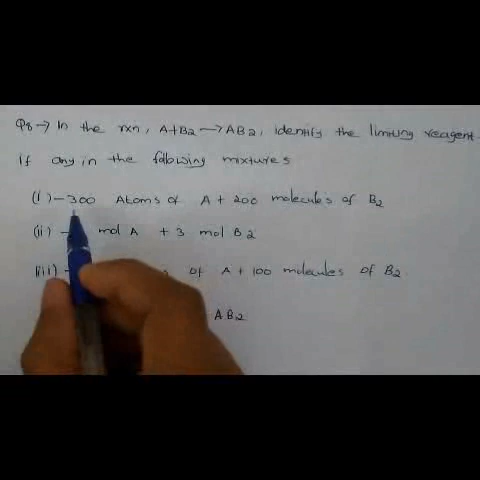 Q8 → In the rxn, A+B2 → AB2, identify the limiting reagent
If any in the following mixtures
(i) – 300 Atoms of A + 200 molecules of B2
(ii) – mol A + 3 mol B2
(iii) – of A + 100 molecules of B2
AB2